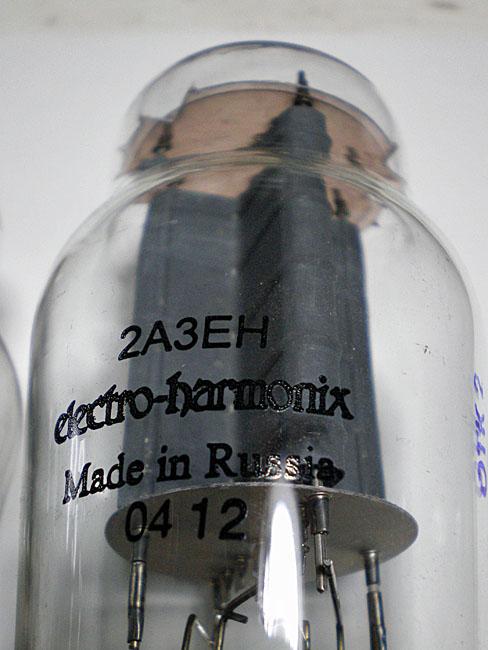 2A3EH
electro-harmonix
Made in Russia
04 12